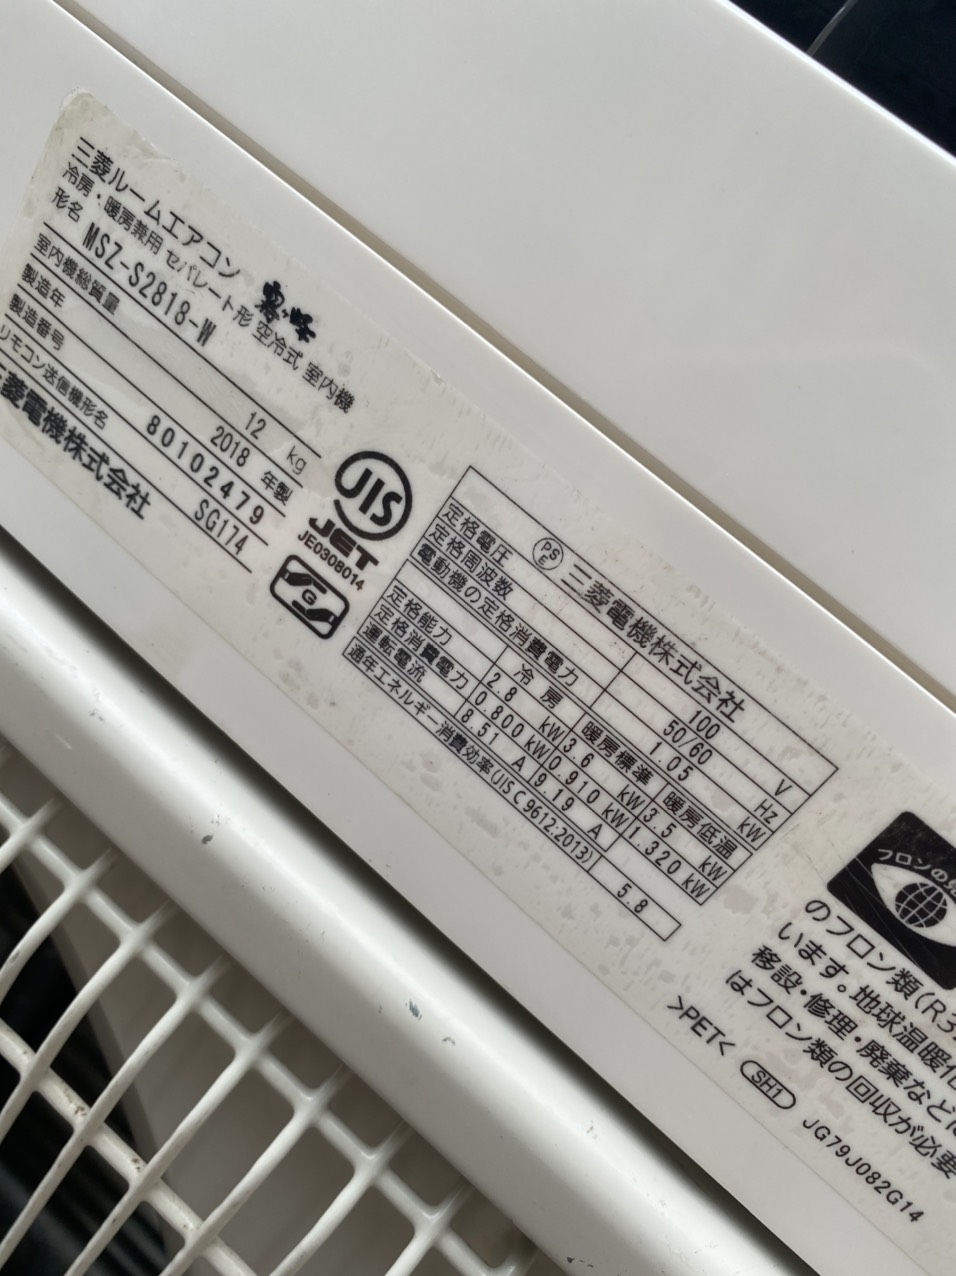 三菱ルームエアコン 霧ヶ峰
冷房・暖房兼用 セパレート形 空冷式 室内機
形名 MSZ-S2818-W
室内機総質量 12 kg
製造年 2018 年製
製造番号 80102479
リモコン送信機形名 SG174
菱電機株式会社
JIS
JET
JE0308014
G
PS
E
三菱電機株式会社
定格電圧 100 V
定格周波数 50/60 Hz
電動機の定格消費電力 1.05 kW
冷房 暖房標準 暖房低温
定格能力 2.8 kW 3.6 kW 3.5 kW
定格消費電力 0.800 kW 0.910 kW 1.320 kW
運転電流 8.51 A 9.19 A
通年エネルギー消費効率(JIS C 9612:2013) 5.8
フロンの
のフロン類(R3
います。地球温暖化
移設・修理・廃棄など
はフロン類の回収が必要
>PET<
SH1
JG79J082G14